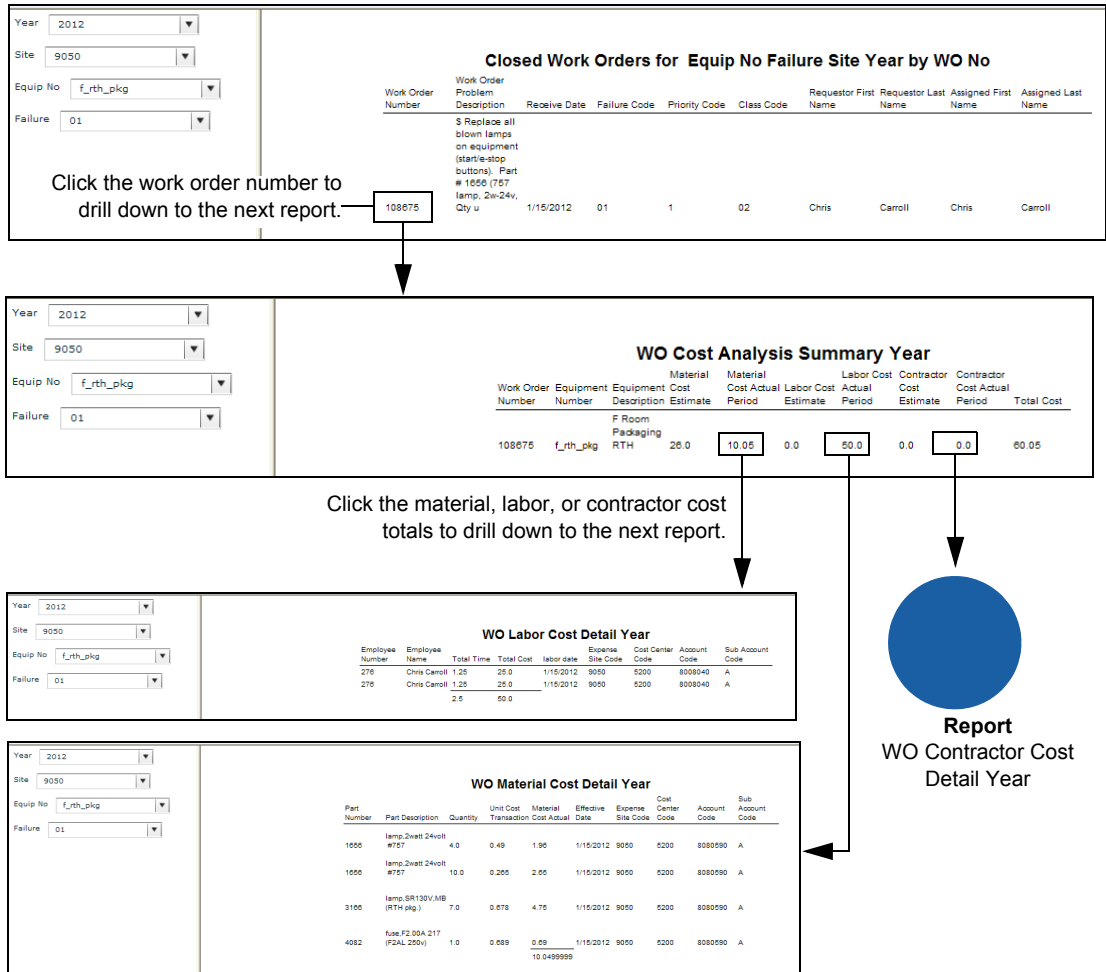 Year 2012
Site 9050
Equip No f_rth_pkg
Failure 01
Closed Work Orders for Equip No Failure Site Year by WO No
Work Order
Number
Work Order
Problem
Description
Receive Date
Failure Code
Priority Code
Class Code
Requestor First
Name
Requestor Last
Name
Assigned First
Name
Assigned Last
Name
108675
$ Replace all
blown lamps
on equipment
(start/e-stop
buttons). Part
# 1656 (757
lamp, 2w-24v,
Qty u
1/15/2012
01
1
02
Chris
Carroll
Chris
Carroll
Click the work order number to
drill down to the next report.
Year 2012
Site 9050
Equip No f_rth_pkg
Failure 01
WO Cost Analysis Summary Year
Work Order
Number
Equipment
Number
Equipment
Description
Material
Cost
Estimate
Material
Cost Actual
Period
Labor Cost
Estimate
Labor Cost
Actual
Period
Contractor
Cost
Estimate
Contractor
Cost Actual
Period
Total Cost
108675
f_rth_pkg
F Room
Packaging
RTH
26.0
10.05
0.0
50.0
0.0
0.0
60.05
Click the material, labor, or contractor cost
totals to drill down to the next report.
Year 2012
Site 9050
Equip No f_rth_pkg
Failure 01
WO Labor Cost Detail Year
Employee
Number
Employee
Name
Total Time
Total Cost
labor date
Expense
Site Code
Cost Center
Code
Account
Code
Sub Account
Code
276 Chris Carroll 1.25 25.0 1/15/2012 9050 5200 8008040 A
276 Chris Carroll 1.25 25.0 1/15/2012 9050 5200 8008040 A
2.5 50.0
Report
WO Contractor Cost
Detail Year
Year 2012
Site 9050
Equip No f_rth_pkg
Failure 01
WO Material Cost Detail Year
Part
Number
Part Description
Quantity
Unit Cost
Transaction
Material
Cost Actual
Effective
Date
Expense
Site Code
Cost
Center
Code
Account
Code
Sub
Account
Code
lamp,2watt 24volt
1656 #757 4.0 0.49 1.96 1/15/2012 9050 5200 8080590 A
lamp,2watt 24volt
1656 #757 10.0 0.265 2.65 1/15/2012 9050 5200 8080590 A
lamp,SR130V,MB
3166 (RTH pkg.) 7.0 0.678 4.75 1/15/2012 9050 5200 8080590 A
fuse,F2.00A 217
4082 (F2AL 250v) 1.0 0.689 0.69 1/15/2012 9050 5200 8080590 A
10.0499999